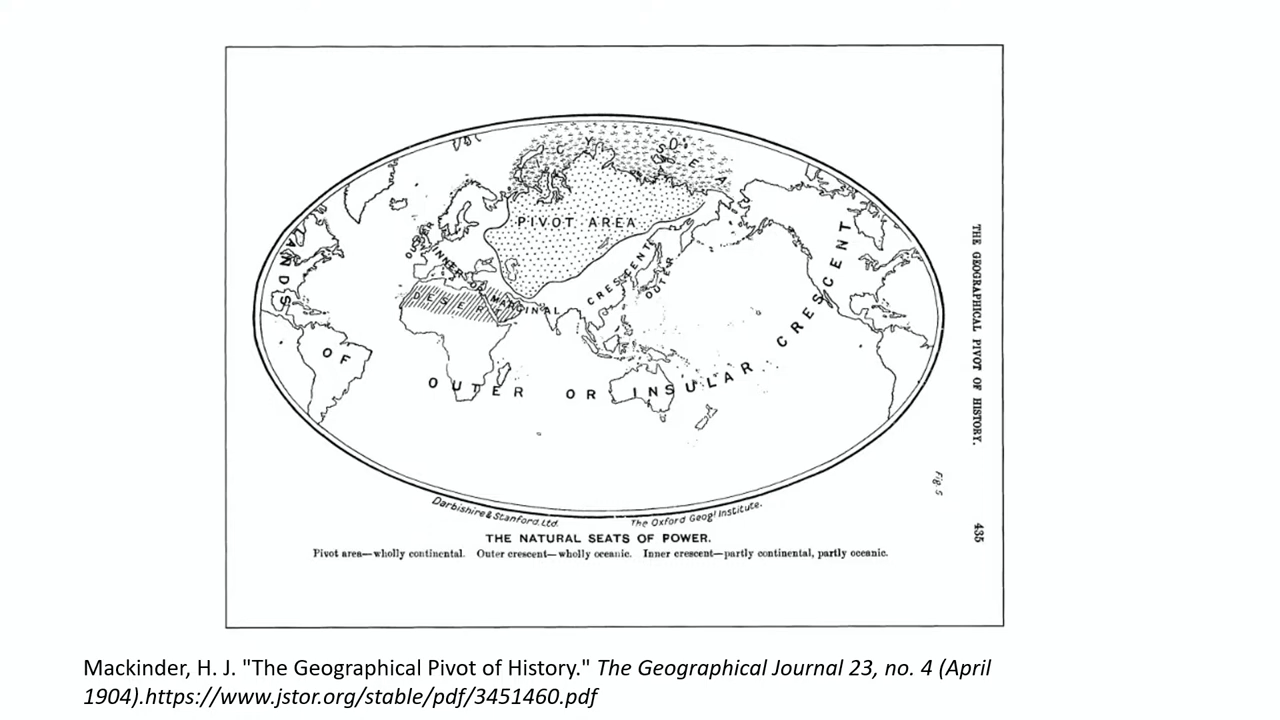 ICY SEA
PIVOT AREA
LANDS
OF
OUTER
INNER OR MARGINAL CRESCENT
OUTER
DESERT
OUTER OR INSULAR CRESCENT
THE GEOGRAPHICAL PIVOT OF HISTORY.
Fig. 5
435
Darbishire & Stanford, Ltd.
The Oxford Geogl Institute.
THE NATURAL SEATS OF POWER.
Pivot area—wholly continental. Outer crescent—wholly oceanic. Inner crescent—partly continental, partly oceanic.
Mackinder, H. J. "The Geographical Pivot of History." The Geographical Journal 23, no. 4 (April
1904).https://www.jstor.org/stable/pdf/3451460.pdf